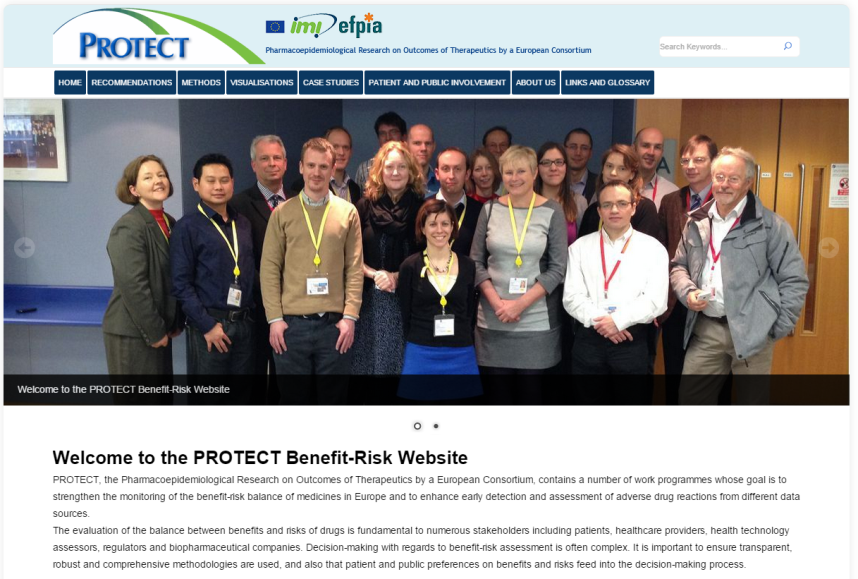 PROTECT
imi efpia
Pharmacoepidemiological Research on Outcomes of Therapeutics by a European Consortium
Search Keywords...
HOME RECOMMENDATIONS METHODS VISUALISATIONS CASE STUDIES PATIENT AND PUBLIC INVOLVEMENT ABOUT US LINKS AND GLOSSARY
Welcome to the PROTECT Benefit-Risk Website
Welcome to the PROTECT Benefit-Risk Website
PROTECT, the Pharmacoepidemiological Research on Outcomes of Therapeutics by a European Consortium, contains a number of work programmes whose goal is to
strengthen the monitoring of the benefit-risk balance of medicines in Europe and to enhance early detection and assessment of adverse drug reactions from different data
sources.
The evaluation of the balance between benefits and risks of drugs is fundamental to numerous stakeholders including patients, healthcare providers, health technology
assessors, regulators and biopharmaceutical companies. Decision-making with regards to benefit-risk assessment is often complex. It is important to ensure transparent,
robust and comprehensive methodologies are used, and also that patient and public preferences on benefits and risks feed into the decision-making process.